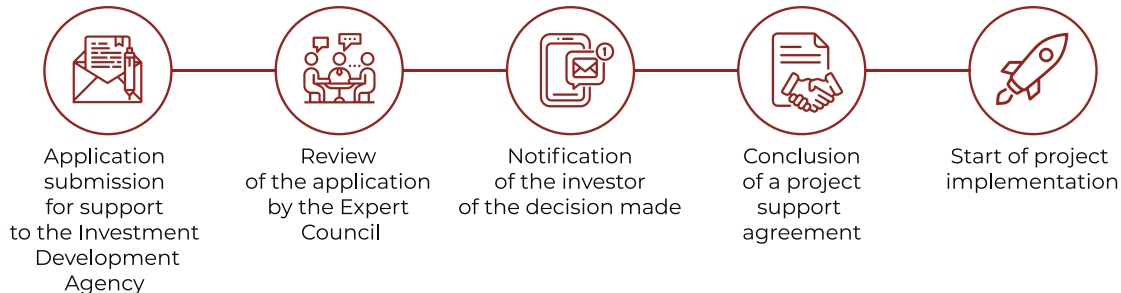 1
Application
submission
for support
to the Investment
Development
Agency
Review
of the application
by the Expert
Council
Notification
of the investor
of the decision made
Conclusion
of a project
support
agreement
Start of project
implementation